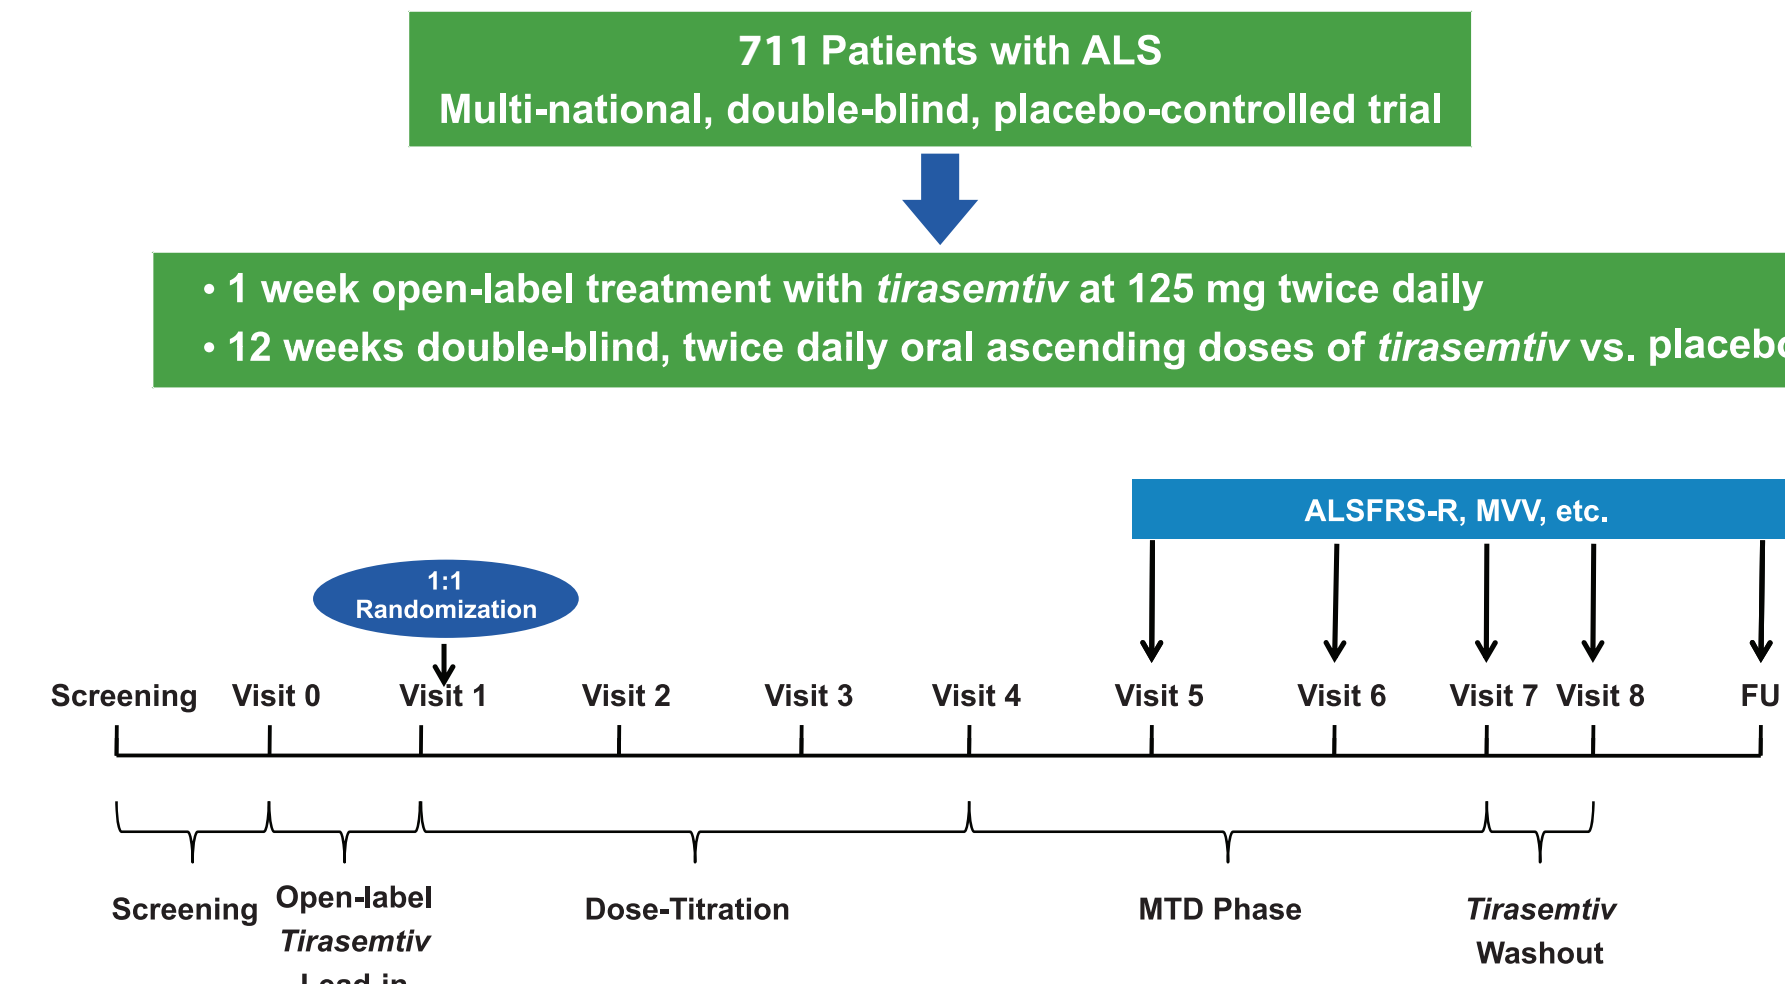 711 Patients with ALS
Multi-national, double-blind, placebo-controlled trial
• 1 week open-label treatment with tirasemtiv at 125 mg twice daily
• 12 weeks double-blind, twice daily oral ascending doses of tirasemtiv vs. placebo
ALSFRS-R, MVV, etc.
1:1
Randomization
Screening Visit 0 Visit 1 Visit 2 Visit 3 Visit 4 Visit 5 Visit 6 Visit 7 Visit 8 FU
Screening
Open-label
Tirasemtiv
Lead-in
Dose-Titration
MTD Phase
Tirasemtiv
Washout